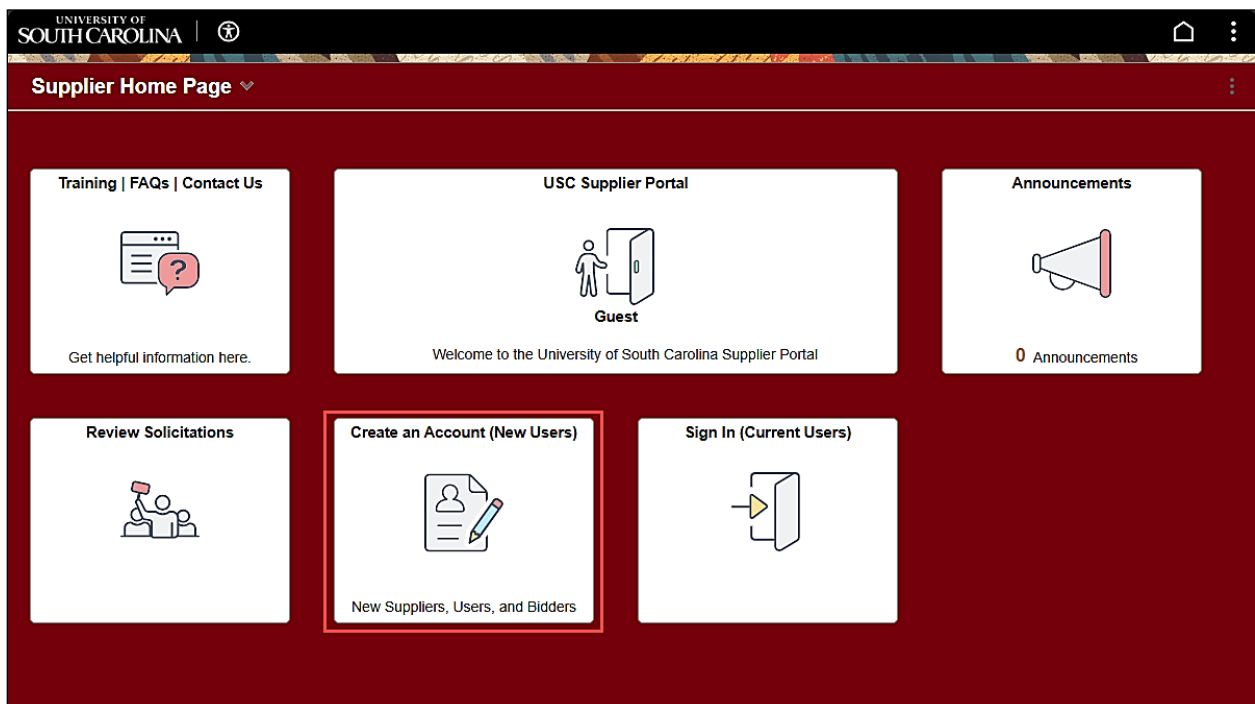 UNIVERSITY OF
SOUTH CAROLINA
Supplier Home Page
Training | FAQs | Contact Us
?
Get helpful information here.
USC Supplier Portal
Guest
Welcome to the University of South Carolina Supplier Portal
Announcements
0 Announcements
Review Solicitations
Create an Account (New Users)
New Suppliers, Users, and Bidders
Sign In (Current Users)